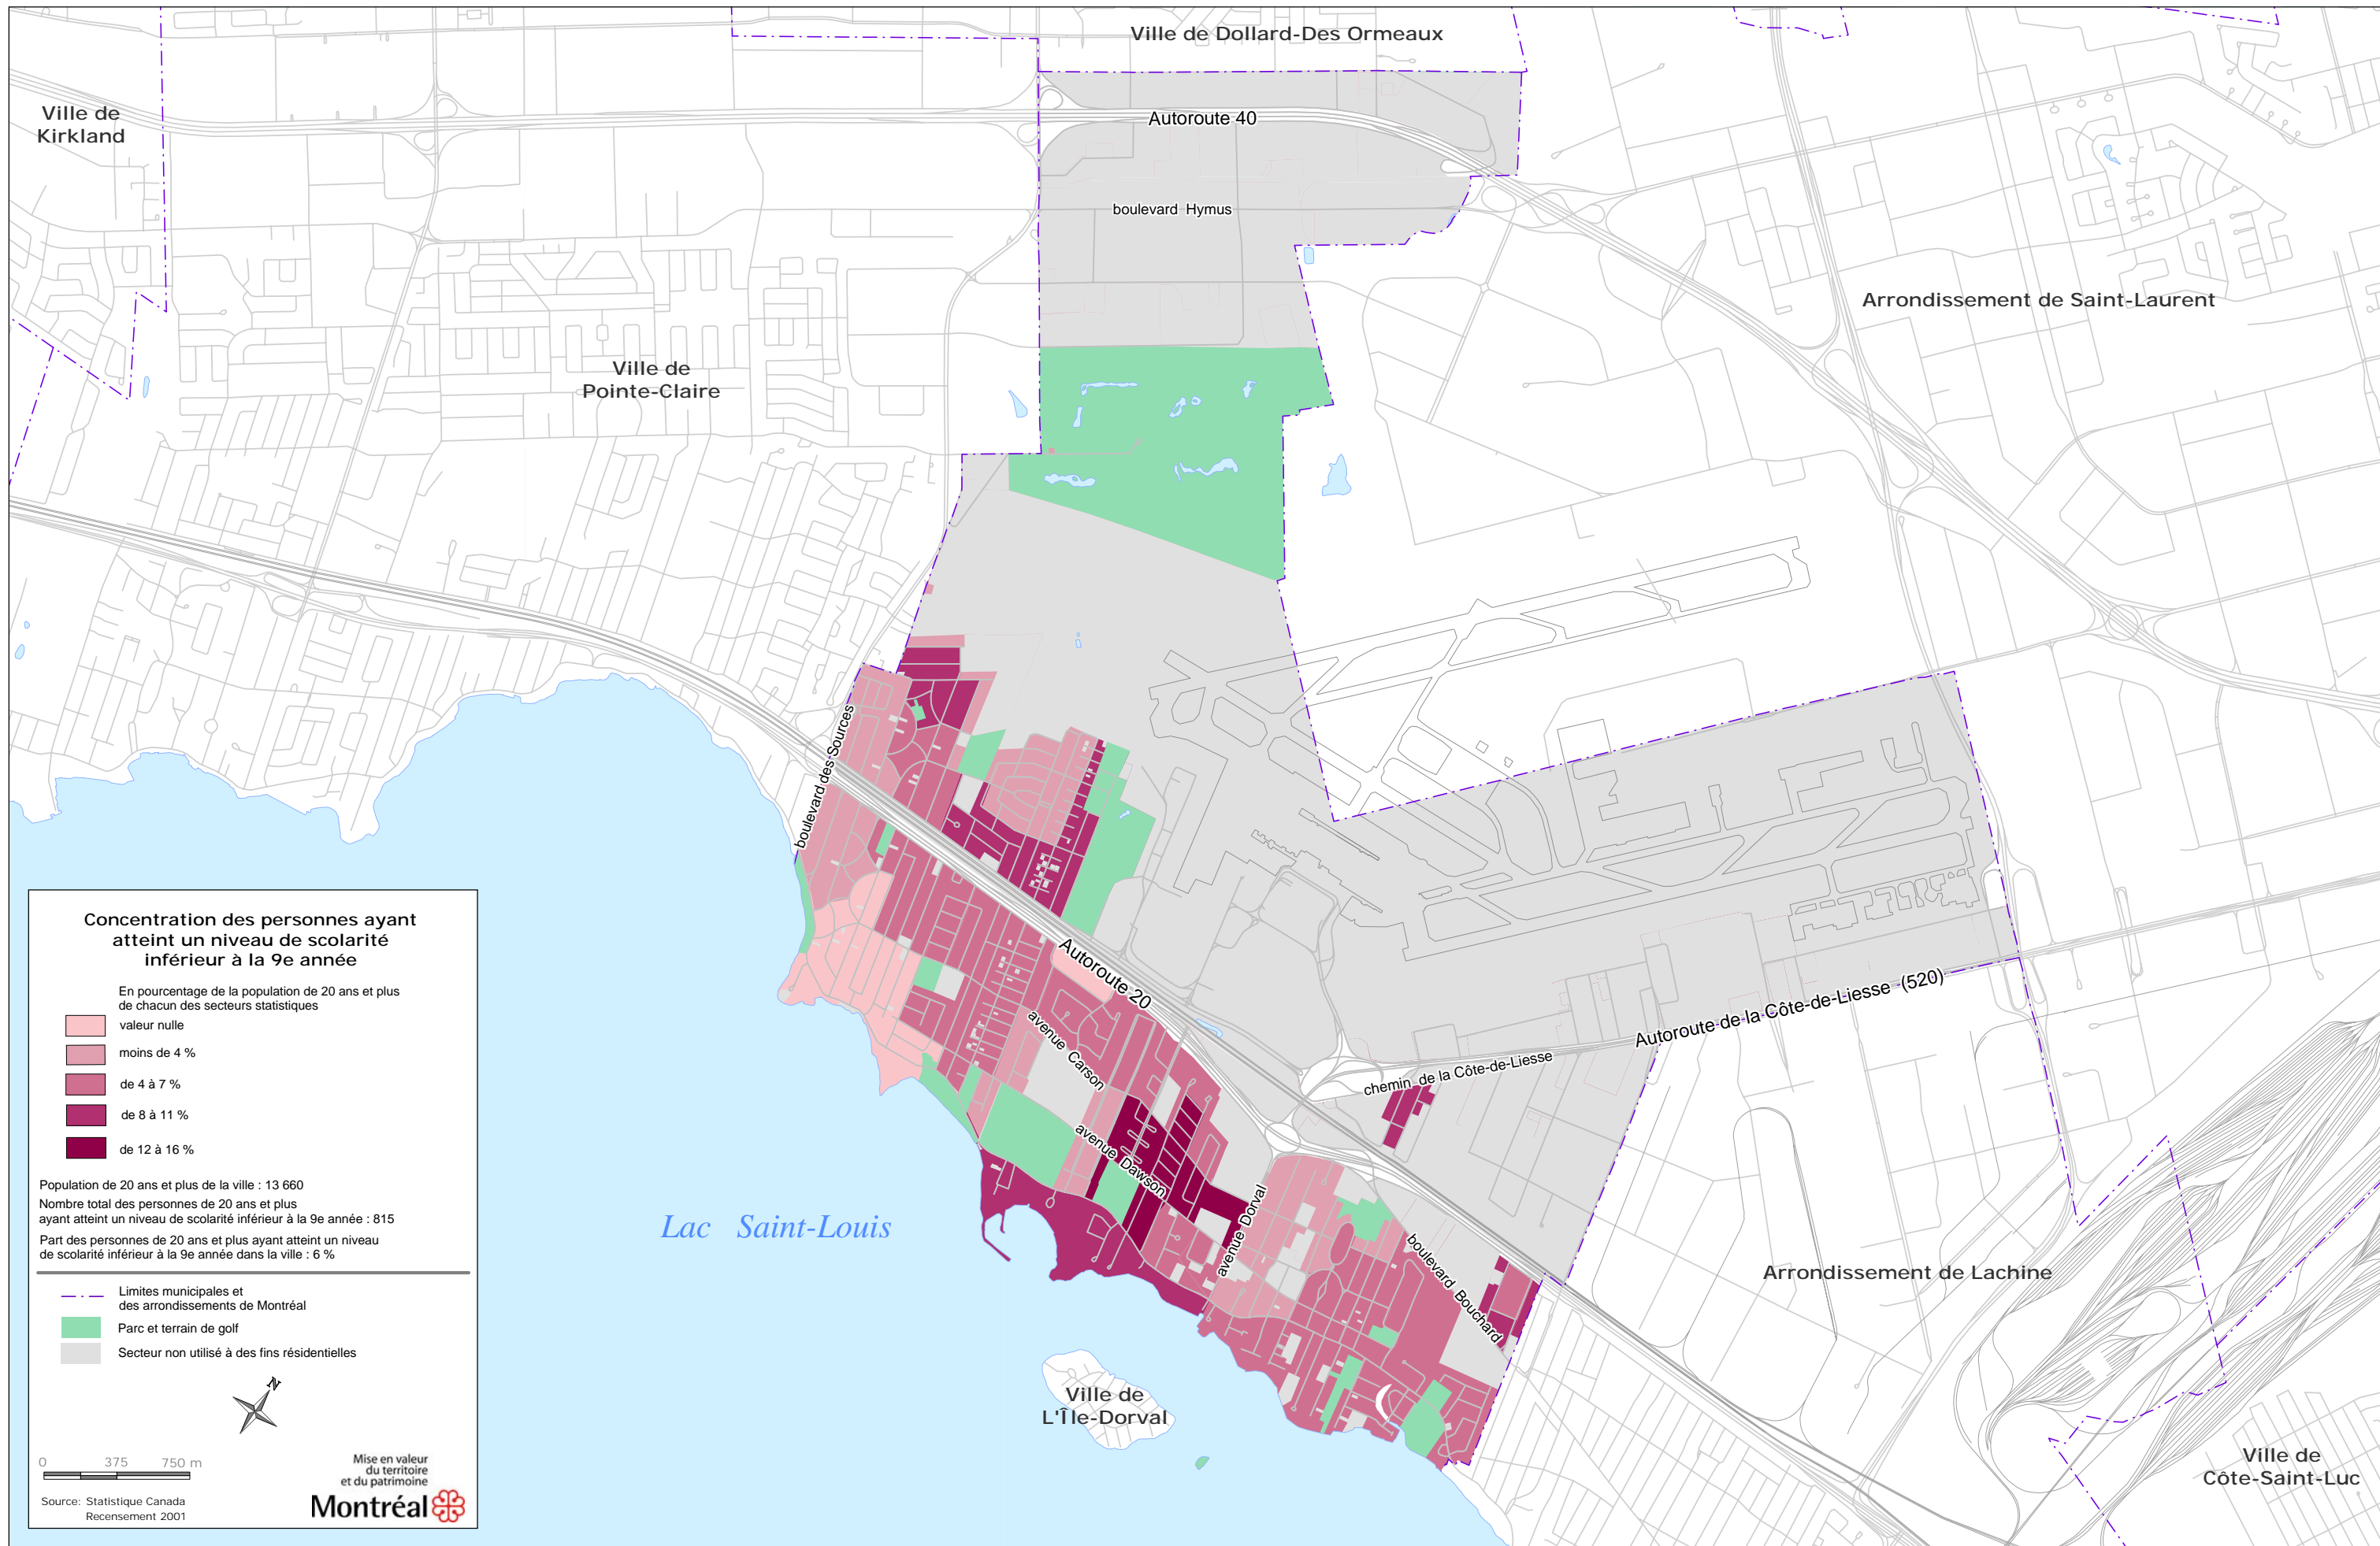 Ville de Dollard-Des Ormeaux
Ville de
Kirkland
Autoroute 40
boulevard Hymus
Arrondissement de Saint-Laurent
Ville de
Pointe-Claire
boulevard des Sources
Autoroute 20
avenue Carson
avenue Dawson
avenue Dorval
boulevard Bouchard
chemin de la Côte-de-Liesse
Autoroute de la Côte-de-Liesse (520)
Arrondissement de Lachine
Lac Saint-Louis
Ville de
L'Île-Dorval
Ville de
Côte-Saint-Luc
Concentration des personnes ayant
atteint un niveau de scolarité
inférieur à la 9e année
En pourcentage de la population de 20 ans et plus
de chacun des secteurs statistiques
valeur nulle
moins de 4 %
de 4 à 7 %
de 8 à 11 %
de 12 à 16 %
Population de 20 ans et plus de la ville : 13 660
Nombre total des personnes de 20 ans et plus
ayant atteint un niveau de scolarité inférieur à la 9e année : 815
Part des personnes de 20 ans et plus ayant atteint un niveau
de scolarité inférieur à la 9e année dans la ville : 6 %
Limites municipales et
des arrondissements de Montréal
Parc et terrain de golf
Secteur non utilisé à des fins résidentielles
N
0 375 750 m
Source: Statistique Canada
Recensement 2001
Mise en valeur
du territoire
et du patrimoine
Montréal